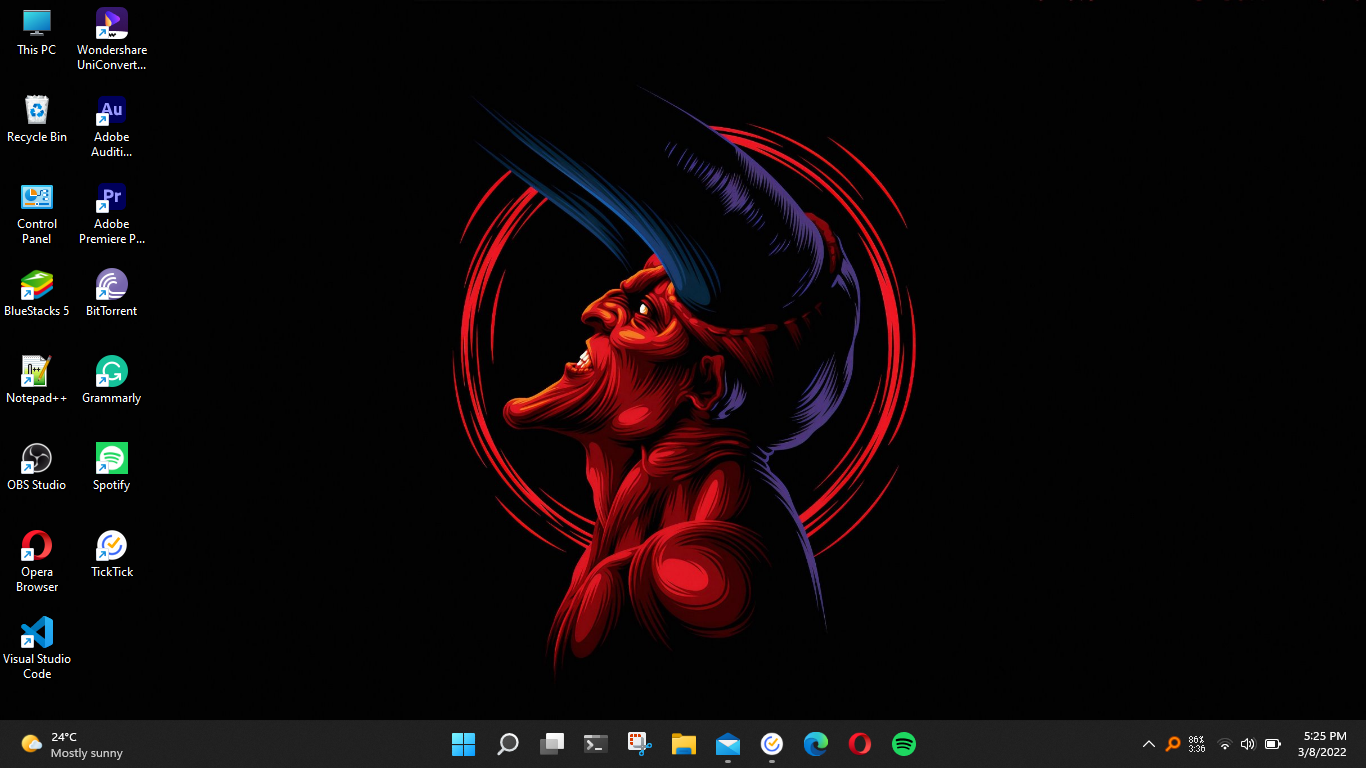 This PC
Wondershare
UniConvert...
Recycle Bin
Au
Adobe
Auditi...
Control
Panel
Pr
Adobe
Premiere P...
BlueStacks 5
BitTorrent
n++
Notepad++
Grammarly
OBS Studio
Spotify
Opera
Browser
TickTick
Visual Studio
Code
24°C
Mostly sunny
86%
3:36
5:25 PM
3/8/2022